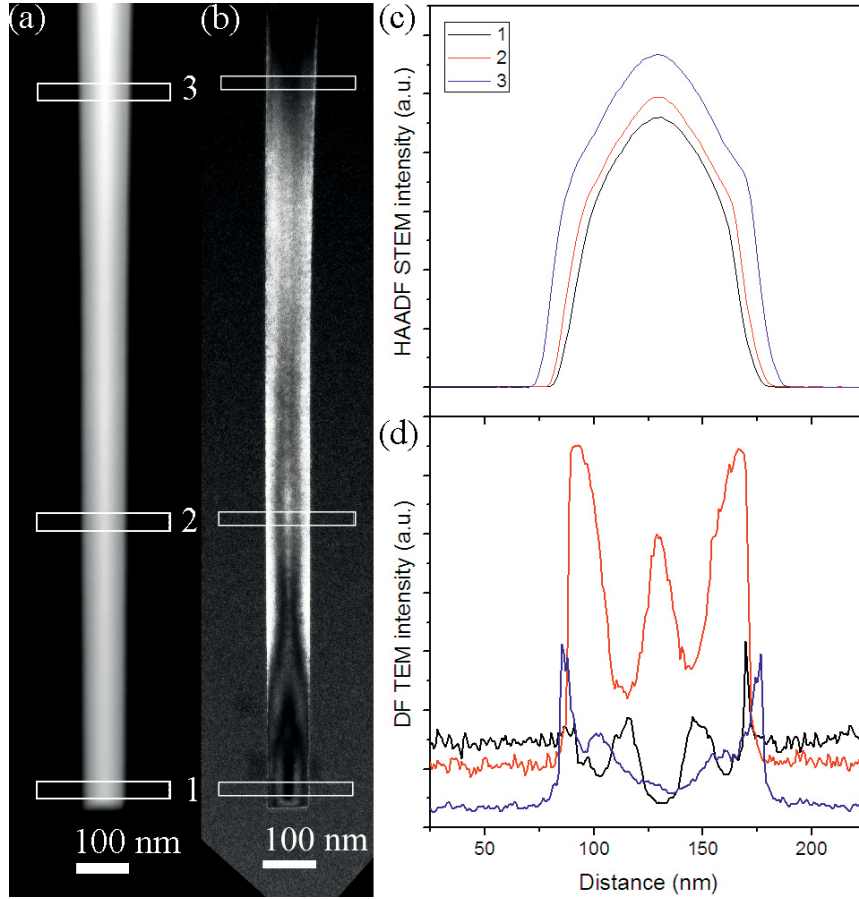 (a)
3
2
1
100 nm
(b)
100 nm
(c)
1
2
3
HAADF STEM intensity (a.u.)
(d)
DF TEM intensity (a.u.)
50
100
150
200
Distance (nm)